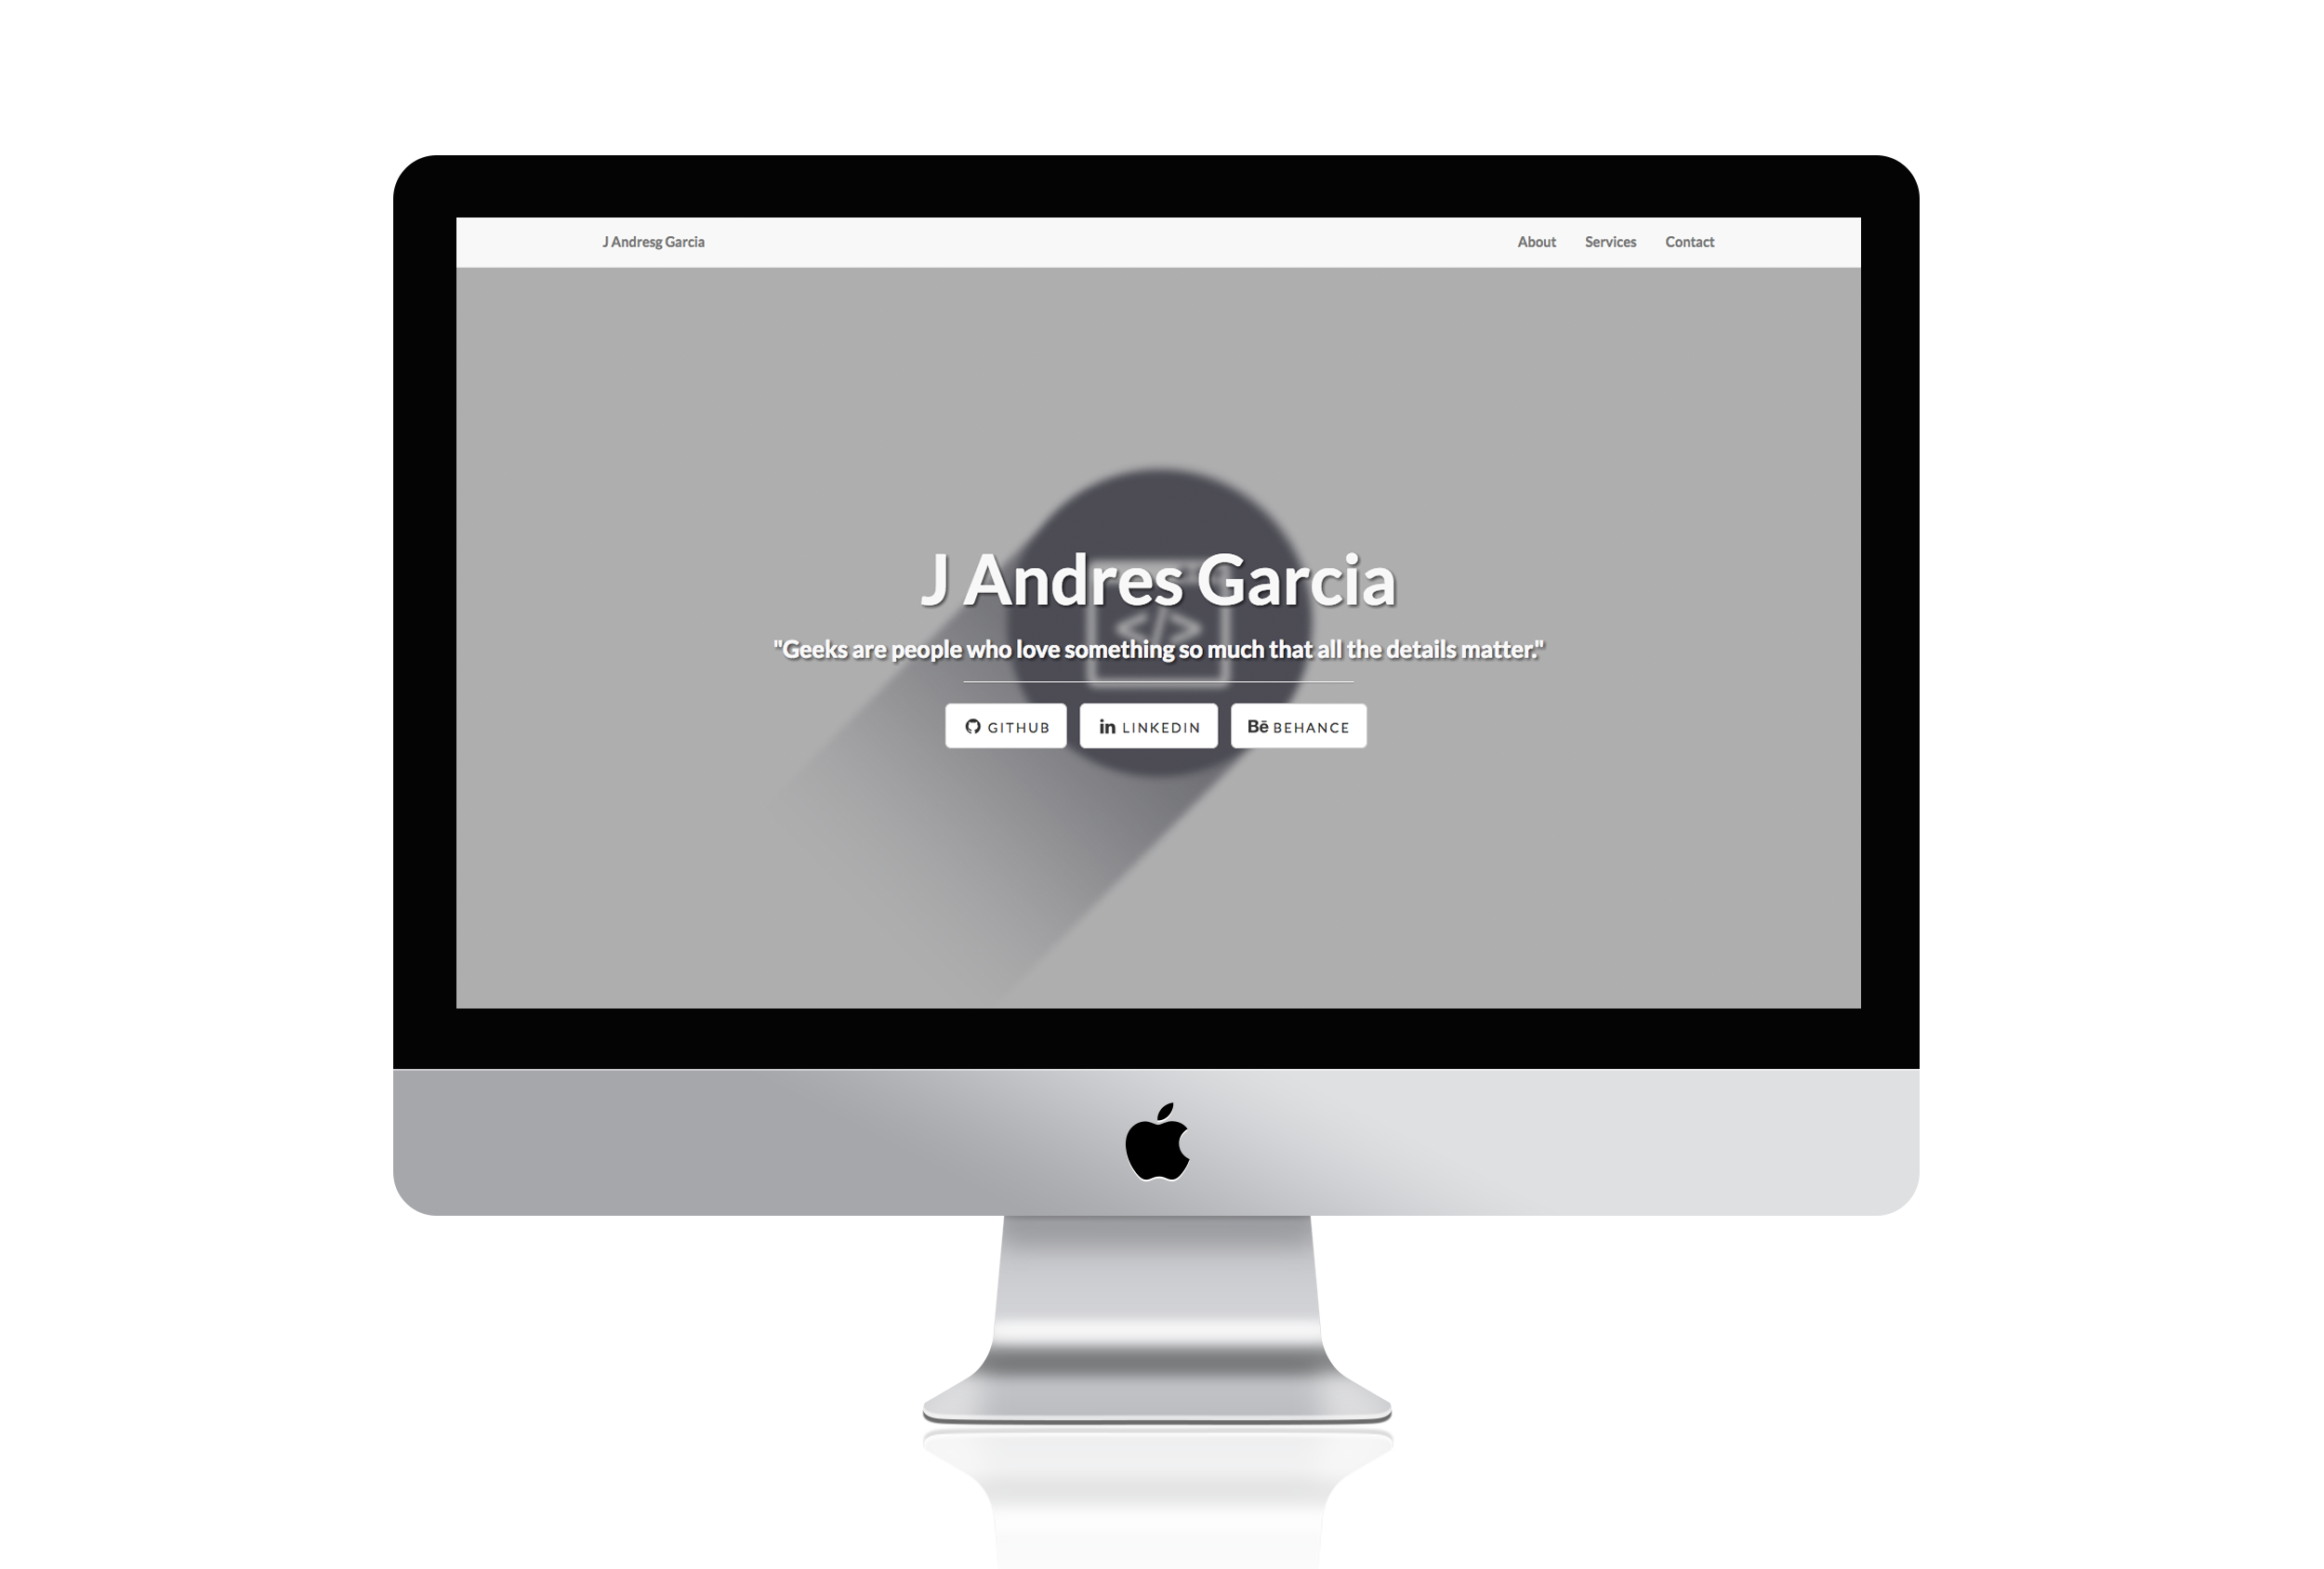 J Andresg Garcia
About Services Contact
J Andres Garcia
</>
"Geeks are people who love something so much that all the details matter."
GITHUB
in LINKEDIN
Bē BEHANCE